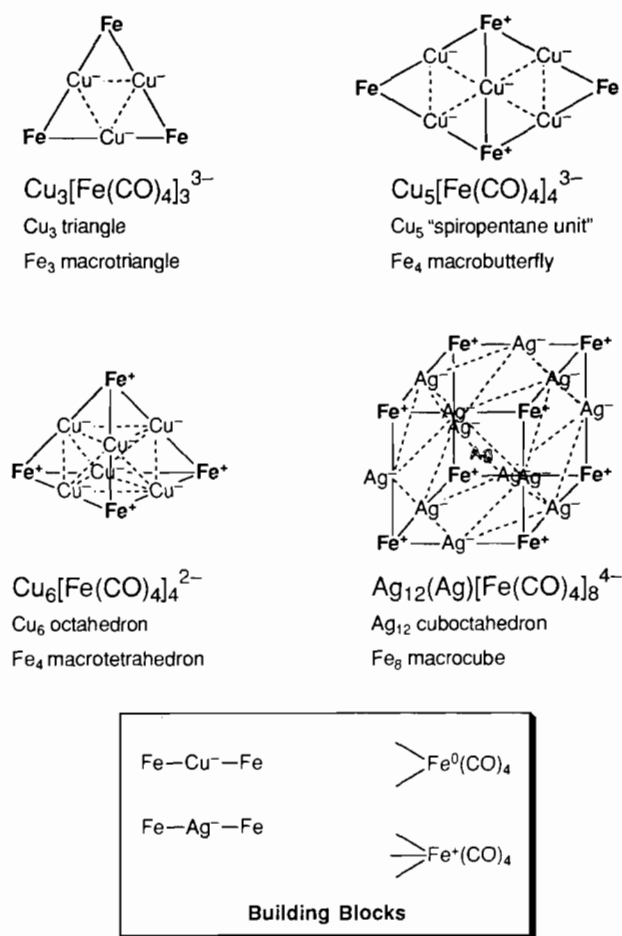 Fe
Cu⁻ Cu⁻
Fe Cu⁻ Fe
Cu₃[Fe(CO)₄]₃³⁻
Cu₃ triangle
Fe₃ macrotriangle
Fe⁺
Cu⁻ Cu⁻
Fe Cu⁻ Fe
Cu⁻ Cu⁻
Fe⁺
Cu₅[Fe(CO)₄]₄³⁻
Cu₅ "spiropentane unit"
Fe₄ macrobutterfly
Fe⁺
Cu⁻ Cu⁻
Cu⁻
Fe⁺ Cu⁻ Fe⁺
Cu⁻ Cu⁻
Fe⁺
Cu₆[Fe(CO)₄]₄²⁻
Cu₆ octahedron
Fe₄ macrotetrahedron
Fe⁺ Ag⁻ Fe⁺
Ag⁻ Ag⁻
Fe⁺ Ag⁻ Fe⁺ Ag⁻
Ag⁻
Ag
Ag⁻ Fe⁺ Ag⁻ Ag⁻ Fe⁺
Ag⁻ Ag⁻
Fe⁺ Ag⁻ Fe⁺
Ag₁₂(Ag)[Fe(CO)₄]₈⁴⁻
Ag₁₂ cuboctahedron
Fe₈ macrocube
Fe—Cu⁻—Fe
Fe⁰(CO)₄
Fe—Ag⁻—Fe
Fe⁺(CO)₄
Building Blocks